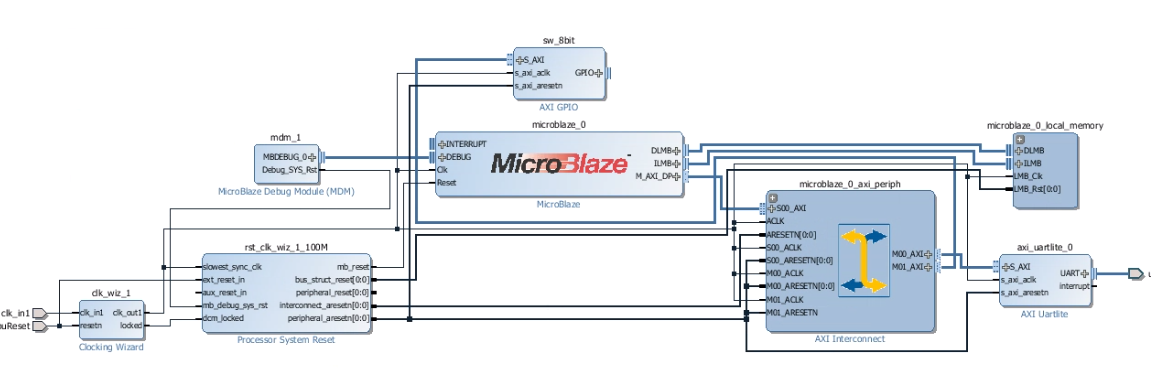 sw_8bit
S_AXI
s_axi_aclk
GPIO
s_axi_aresetn
AXI GPIO
microblaze_0
INTERRUPT
DEBUG
Clk
Reset
MicroBlaze
DLMB
ILMB
M_AXI_DP
MicroBlaze
mdm_1
MBDEBUG_0
Debug_SYS_Rst
MicroBlaze Debug Module (MDM)
microblaze_0_local_memory
DLMB
ILMB
LMB_Clk
LMB_Rst[0:0]
microblaze_0_axi_periph
S00_AXI
ACLK
ARESETN[0:0]
S00_ACLK
S00_ARESETN[0:0]
M00_ACLK
M00_ARESETN[0:0]
M01_ACLK
M01_ARESETN
M00_AXI
M01_AXI
AXI Interconnect
rst_clk_wiz_1_100M
slowest_sync_clk
ext_reset_in
aux_reset_in
mb_debug_sys_rst
dcm_locked
mb_reset
bus_struct_reset[0:0]
peripheral_reset[0:0]
interconnect_aresetn[0:0]
peripheral_aresetn[0:0]
Processor System Reset
axi_uartlite_0
S_AXI
s_axi_aclk
s_axi_aresetn
UART
interrupt
AXI Uartlite
clk_wiz_1
clk_in1
resetn
clk_out1
locked
Clocking Wizard
clk_in1
uReset